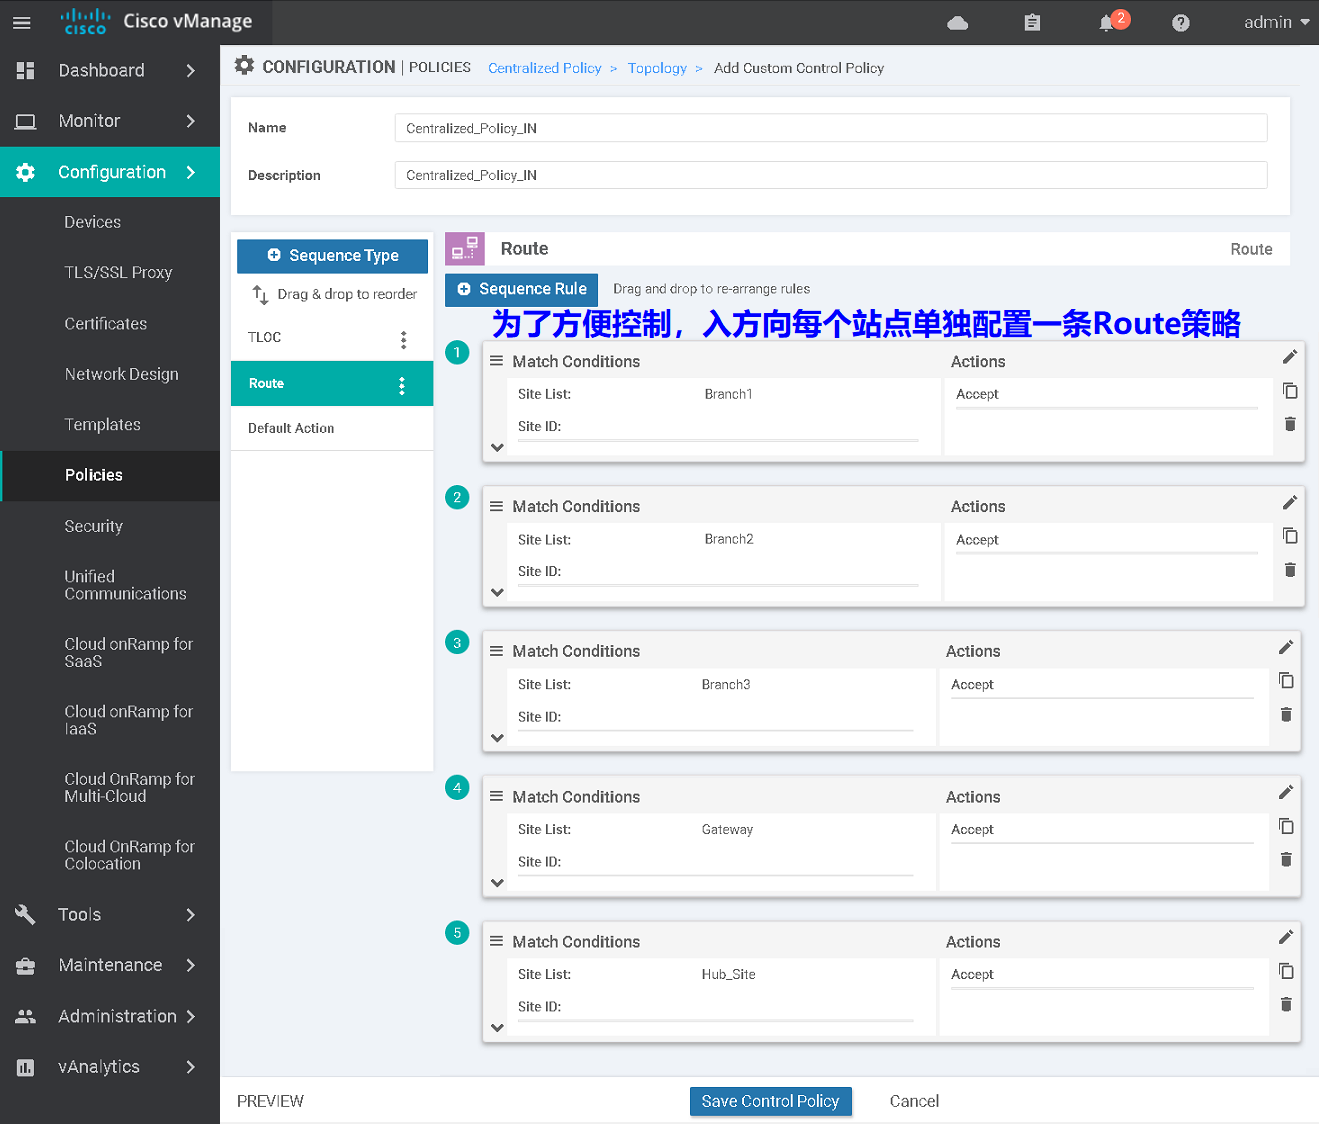 cisco Cisco vManage
2
admin
Dashboard
Monitor
Configuration
Devices
TLS/SSL Proxy
Certificates
Network Design
Templates
Policies
Security
Unified
Communications
Cloud onRamp for
SaaS
Cloud onRamp for
IaaS
Cloud OnRamp for
Multi-Cloud
Cloud OnRamp for
Colocation
Tools
Maintenance
Administration
vAnalytics
CONFIGURATION | POLICIES Centralized Policy > Topology > Add Custom Control Policy
Name Centralized_Policy_IN
Description Centralized_Policy_IN
Sequence Type
Drag & drop to reorder
TLOC
Route
Default Action
Route Route
Sequence Rule Drag and drop to re-arrange rules
为了方便控制，入方向每个站点单独配置一条Route策略
1 Match Conditions Actions
Site List: Branch1 Accept
Site ID:
2 Match Conditions Actions
Site List: Branch2 Accept
Site ID:
3 Match Conditions Actions
Site List: Branch3 Accept
Site ID:
4 Match Conditions Actions
Site List: Gateway Accept
Site ID:
5 Match Conditions Actions
Site List: Hub_Site Accept
Site ID:
PREVIEW Save Control Policy Cancel